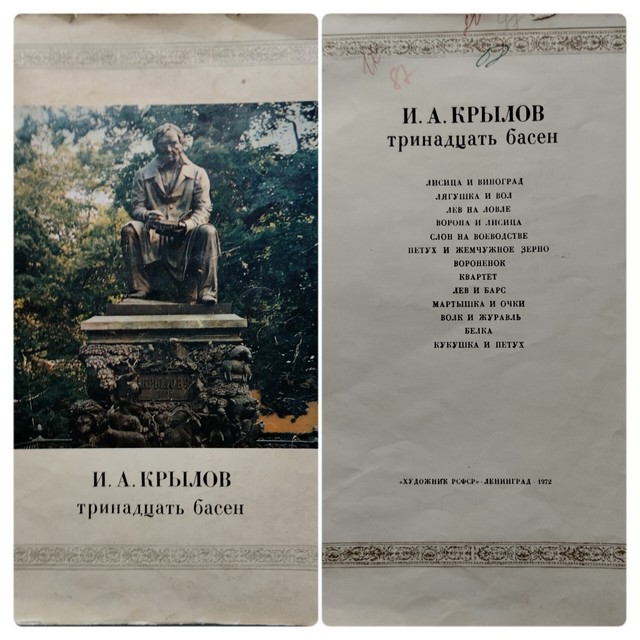 И. А. КРЫЛОВ
тринадцать басен
И. А. КРЫЛОВ
тринадцать басен
ЛИСИЦА И ВИНОГРАД
ЛЯГУШКА И ВОЛ
ЛЕВ НА ЛОВЛЕ
ВОРОНА И ЛИСИЦА
СЛОН НА ВОЕВОДСТВЕ
ПЕТУХ И ЖЕМЧУЖНОЕ ЗЕРНО
ВОРОНЕНОК
КВАРТЕТ
ЛЕВ И БАРС
МАРТЫШКА И ОЧКИ
ВОЛК И ЖУРАВЛЬ
БЕЛКА
КУКУШКА И ПЕТУХ
«ХУДОЖНИК РСФСР» · ЛЕНИНГРАД · 1972